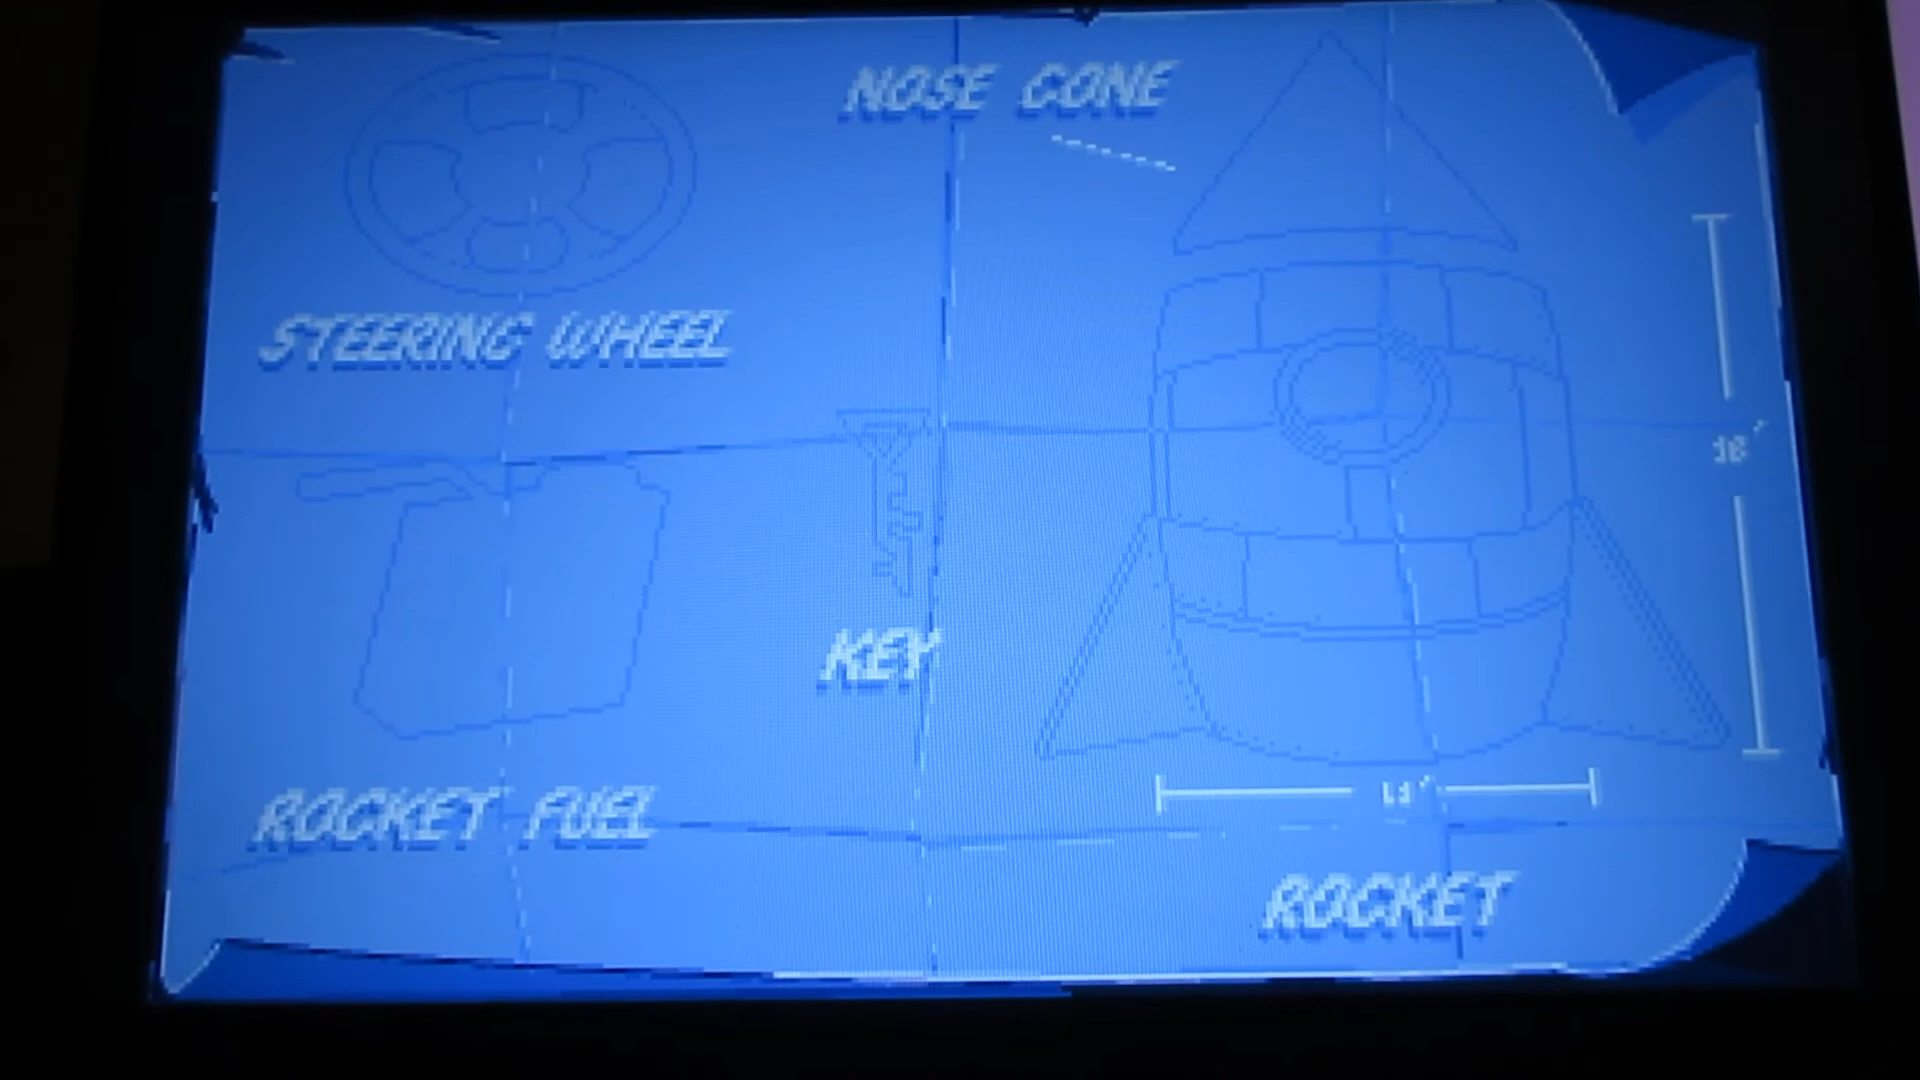 NOSE CONE
STEERING WHEEL
KEY
ROCKET FUEL
ROCKET